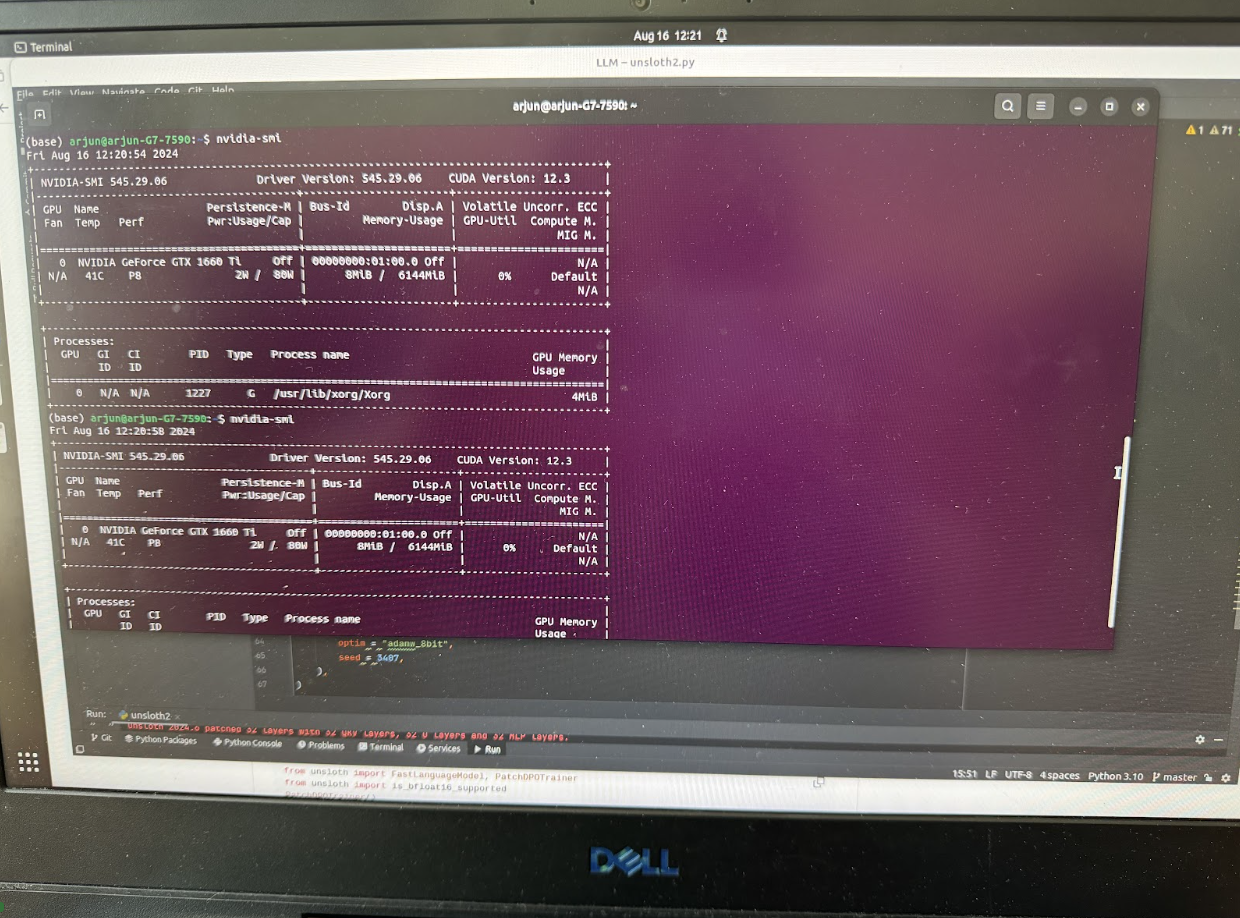 Terminal
Aug 16 12:21
LLM – unsloth2.py
File Edit View Navigate Code Git Help
arjun@arjun-G7-7590: ~
1 71
(base) arjun@arjun-G7-7590:~$ nvidia-smi
Fri Aug 16 12:20:54 2024
NVIDIA-SMI 545.29.06 Driver Version: 545.29.06 CUDA Version: 12.3
GPU Name Persistence-M | Bus-Id Disp.A | Volatile Uncorr. ECC
Fan Temp Perf Pwr:Usage/Cap | Memory-Usage | GPU-Util Compute M.
MIG M.
0 NVIDIA GeForce GTX 1660 Ti Off | 00000000:01:00.0 Off | N/A
N/A 41C P8 2W / 80W | 8MiB / 6144MiB | 0% Default
N/A
Processes:
GPU GI CI PID Type Process name GPU Memory
ID ID Usage
0 N/A N/A 1227 G /usr/lib/xorg/Xorg 4MiB
(base) arjun@arjun-G7-7590:~$ nvidia-smi
Fri Aug 16 12:20:58 2024
NVIDIA-SMI 545.29.06 Driver Version: 545.29.06 CUDA Version: 12.3
GPU Name Persistence-M | Bus-Id Disp.A | Volatile Uncorr. ECC
Fan Temp Perf Pwr:Usage/Cap | Memory-Usage | GPU-Util Compute M.
MIG M.
0 NVIDIA GeForce GTX 1660 Ti Off | 00000000:01:00.0 Off | N/A
N/A 41C P8 2W / 80W | 8MiB / 6144MiB | 0% Default
N/A
Processes:
GPU GI CI PID Type Process name GPU Memory
ID ID Usage
64 optim = "adamw_8bit",
65 seed = 3407,
66 ),
67 )
Run: unsloth2
Unsloth 2024.8 patched 32 layers with 32 QKV layers, 32 O layers and 32 MLP layers.
Git Python Packages Python Console Problems Terminal Services Run
15:51 LF UTF-8 4 spaces Python 3.10 master
from unsloth import FastLanguageModel, PatchDPOTrainer
from unsloth import is_bfloat16_supported
PatchDPOTrainer()
DELL